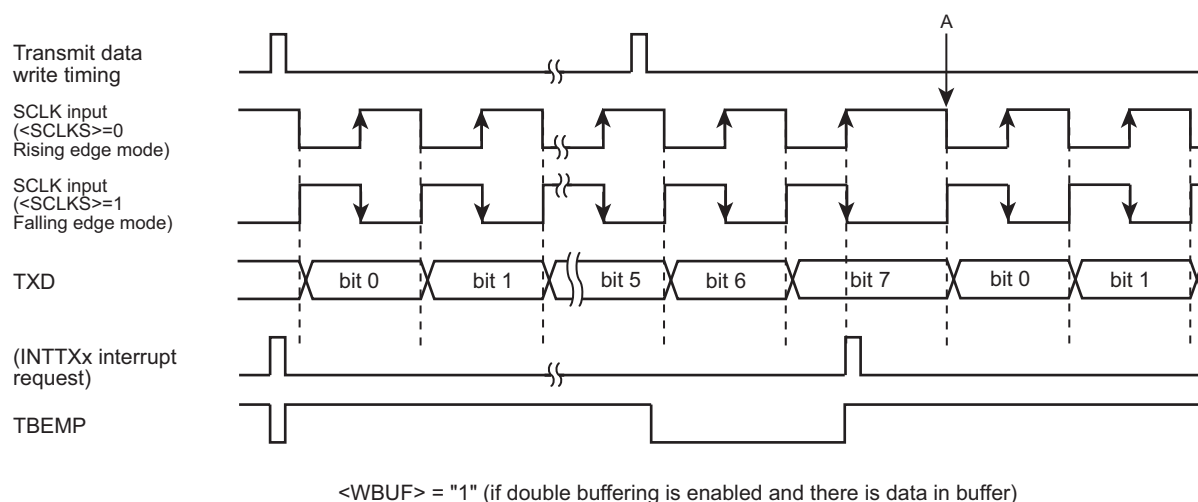 A
Transmit data
write timing
SCLK input
(<SCLKS>=0
Rising edge mode)
SCLK input
(<SCLKS>=1
Falling edge mode)
TXD
bit 0
bit 1
bit 5
bit 6
bit 7
bit 0
bit 1
(INTTXx interrupt
request)
TBEMP
<WBUF> = "1" (if double buffering is enabled and there is data in buffer)